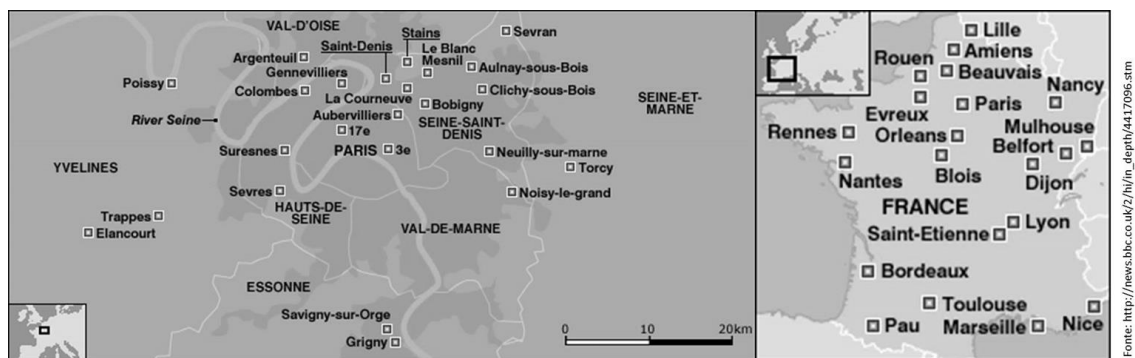 VAL-D'OISE
Stains
Sevran
Saint-Denis
Le Blanc
Mesnil
Argenteuil
Gennevilliers
Aulnay-sous-Bois
Poissy
Colombes
La Courneuve
Clichy-sous-Bois
Bobigny
SEINE-ET-
MARNE
Aubervilliers
River Seine
17e
SEINE-SAINT-
DENIS
Suresnes
PARIS
3e
Neuilly-sur-marne
YVELINES
Torcy
Sevres
Noisy-le-grand
HAUTS-DE-
SEINE
Trappes
Elancourt
VAL-DE-MARNE
ESSONNE
Savigny-sur-Orge
Grigny
0 10 20km
Lille
Amiens
Rouen
Beauvais
Nancy
Evreux
Paris
Rennes
Orleans
Mulhouse
Belfort
Nantes
Blois
Dijon
FRANCE
Lyon
Saint-Etienne
Bordeaux
Toulouse
Pau
Marseille
Nice
Fonte: http://news.bbc.co.uk/2/hi/in_depth/4417096.stm